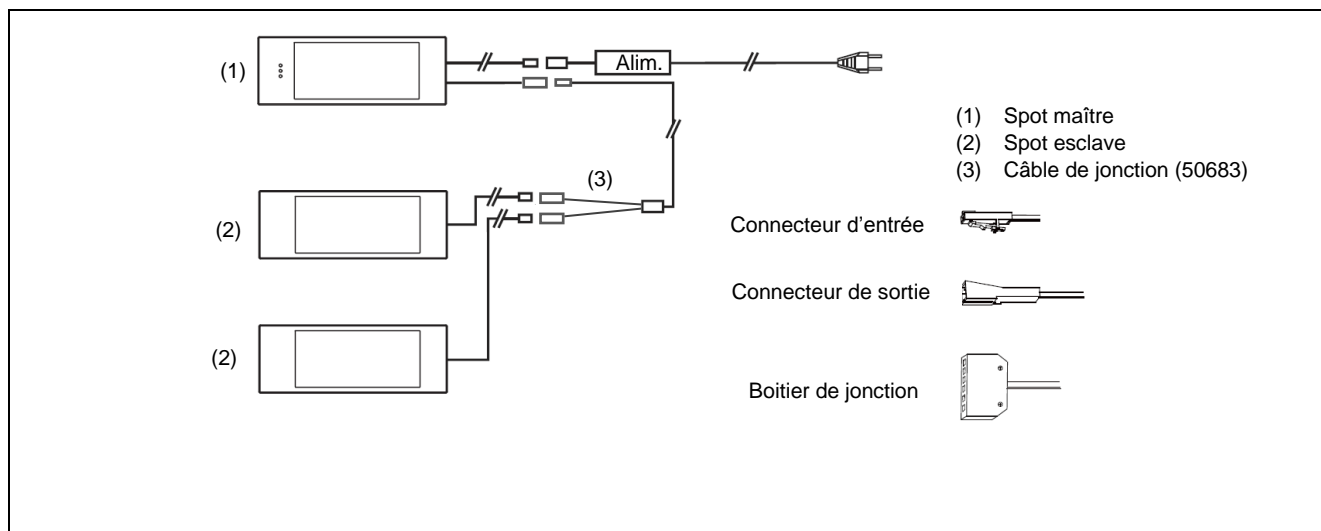 (1)
Alim.
(1) Spot maître
(2) Spot esclave
(3) Câble de jonction (50683)
(3)
(2)
Connecteur d’entrée
Connecteur de sortie
(2)
Boitier de jonction